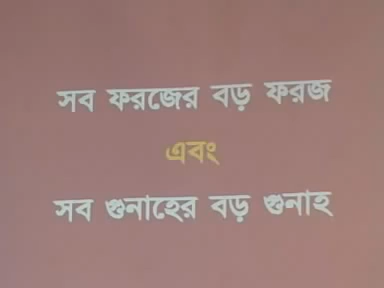 সব ফরজের বড় ফরজ
এবং
সব গুনাহের বড় গুনাহ